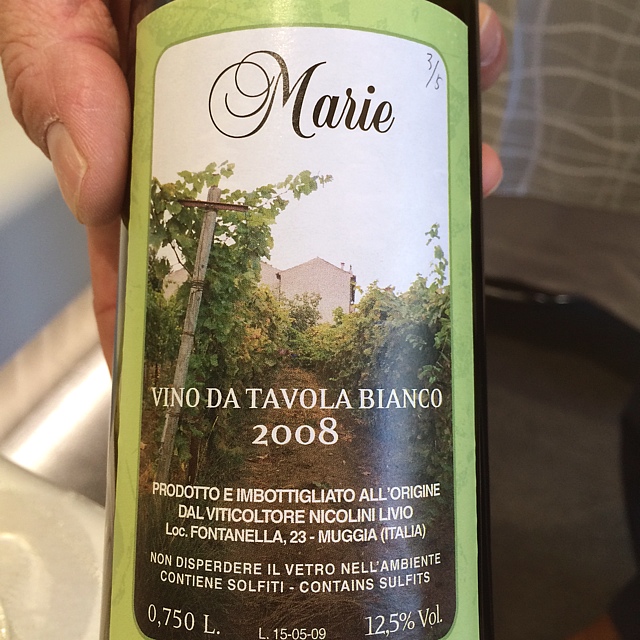 Marie
3/5
VINO DA TAVOLA BIANCO
2008
PRODOTTO E IMBOTTIGLIATO ALL'ORIGINE
DAL VITICOLTORE NICOLINI LIVIO
Loc. FONTANELLA, 23 - MUGGIA (ITALIA)
NON DISPERDERE IL VETRO NELL'AMBIENTE
CONTIENE SOLFITI - CONTAINS SULFITS
0,750 L.
L. 15-05-09
12,5% Vol.